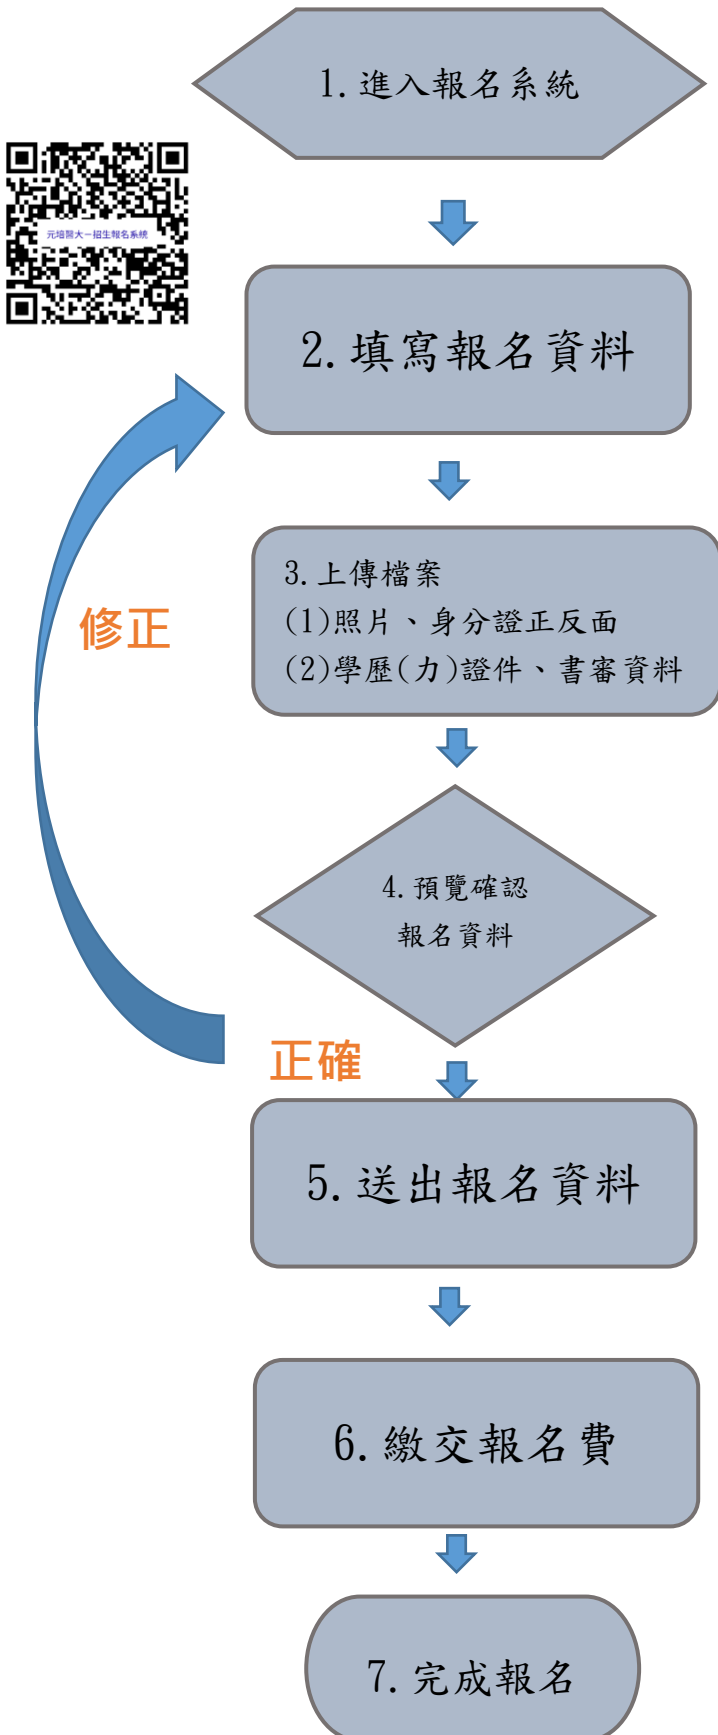 1.進入報名系統
元培醫大－招生報名系統
2.填寫報名資料
3.上傳檔案
(1)照片、身分證正反面
(2)學歷(力)證件、書審資料
修正
4.預覽確認
報名資料
正確
5.送出報名資料
6.繳交報名費
7.完成報名